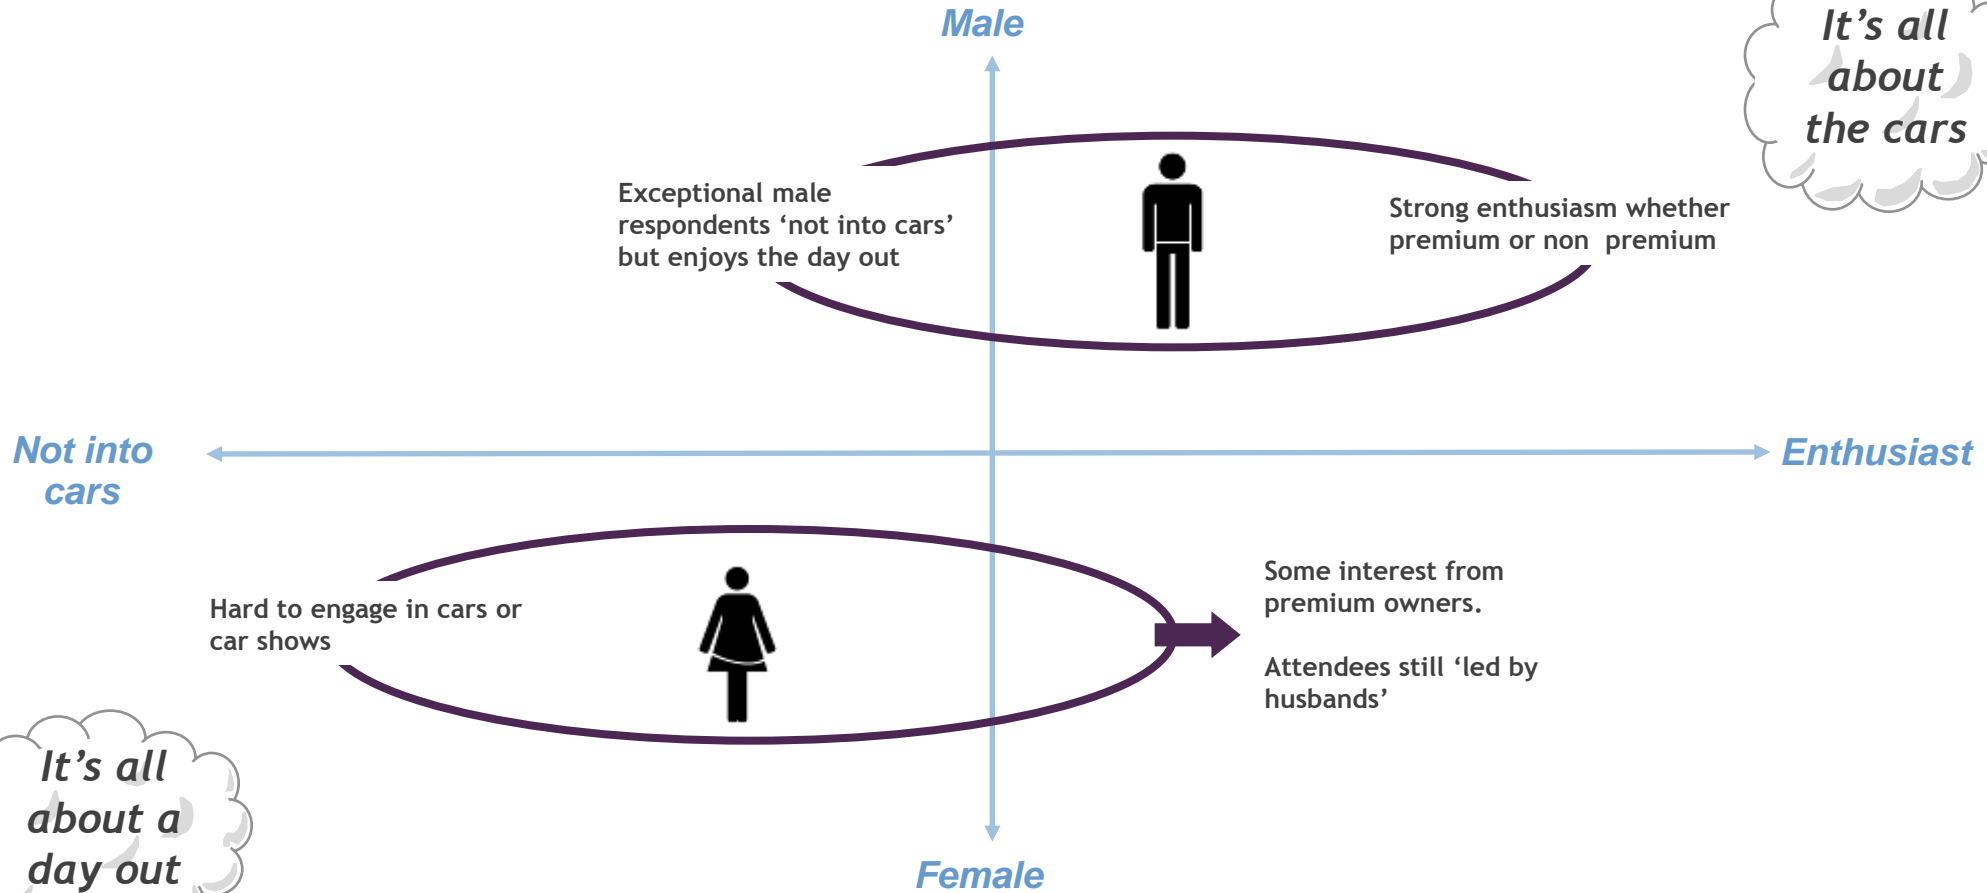 Male
It’s all
about
the cars
Exceptional male
respondents ‘not into cars’
but enjoys the day out
Strong enthusiasm whether
premium or non premium
Not into
cars
Enthusiast
Hard to engage in cars or
car shows
Some interest from
premium owners.
Attendees still ‘led by
husbands’
It’s all
about a
day out
Female